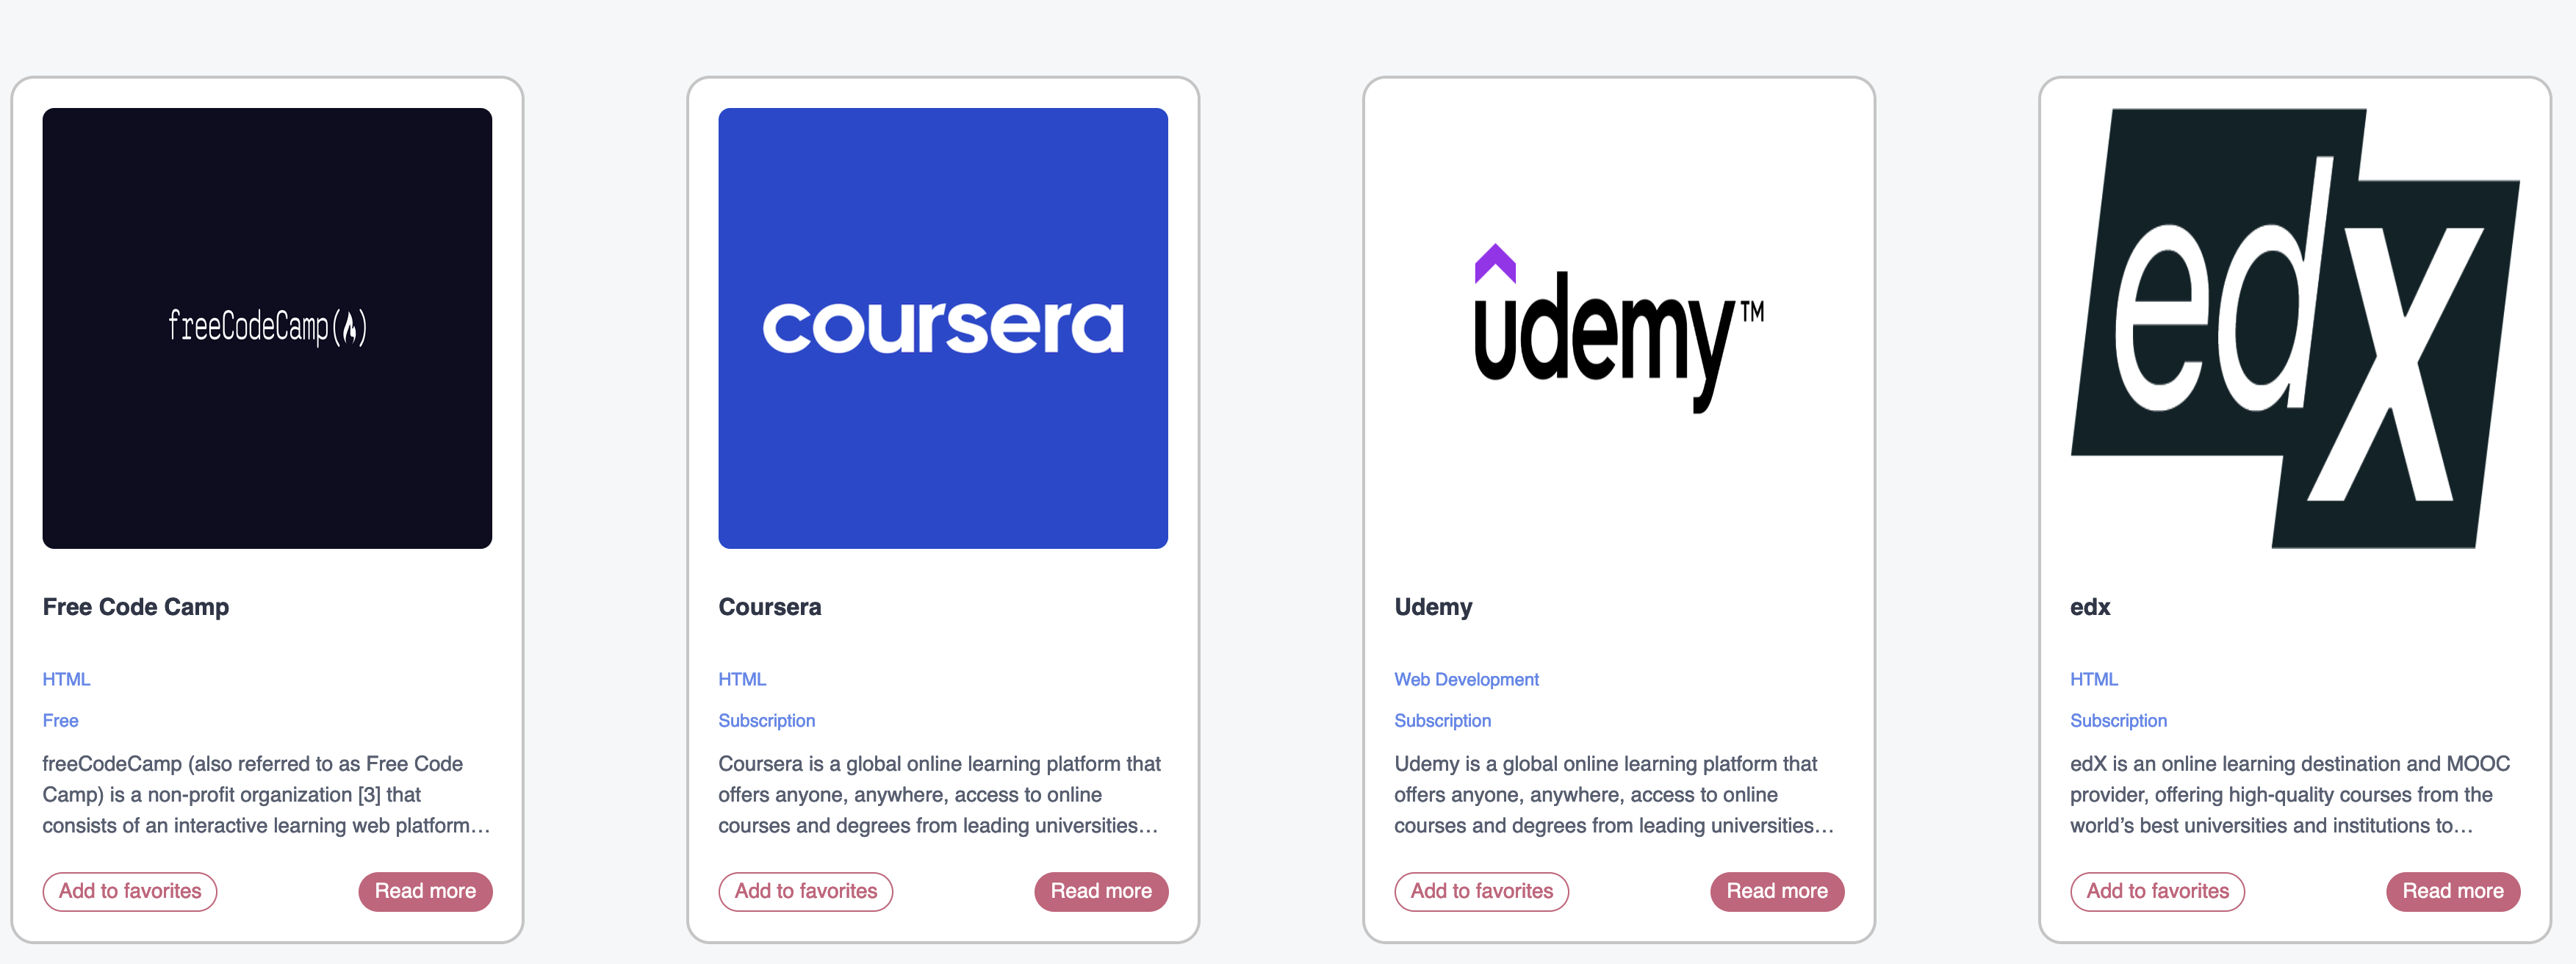 freeCodeCamp
Free Code Camp
HTML
Free
freeCodeCamp (also referred to as Free Code
Camp) is a non-profit organization [3] that
consists of an interactive learning web platform…
Add to favorites
Read more
coursera
Coursera
HTML
Subscription
Coursera is a global online learning platform that
offers anyone, anywhere, access to online
courses and degrees from leading universities…
Add to favorites
Read more
udemy™
Udemy
Web Development
Subscription
Udemy is a global online learning platform that
offers anyone, anywhere, access to online
courses and degrees from leading universities…
Add to favorites
Read more
edx
edx
HTML
Subscription
edX is an online learning destination and MOOC
provider, offering high-quality courses from the
world’s best universities and institutions to…
Add to favorites
Read more